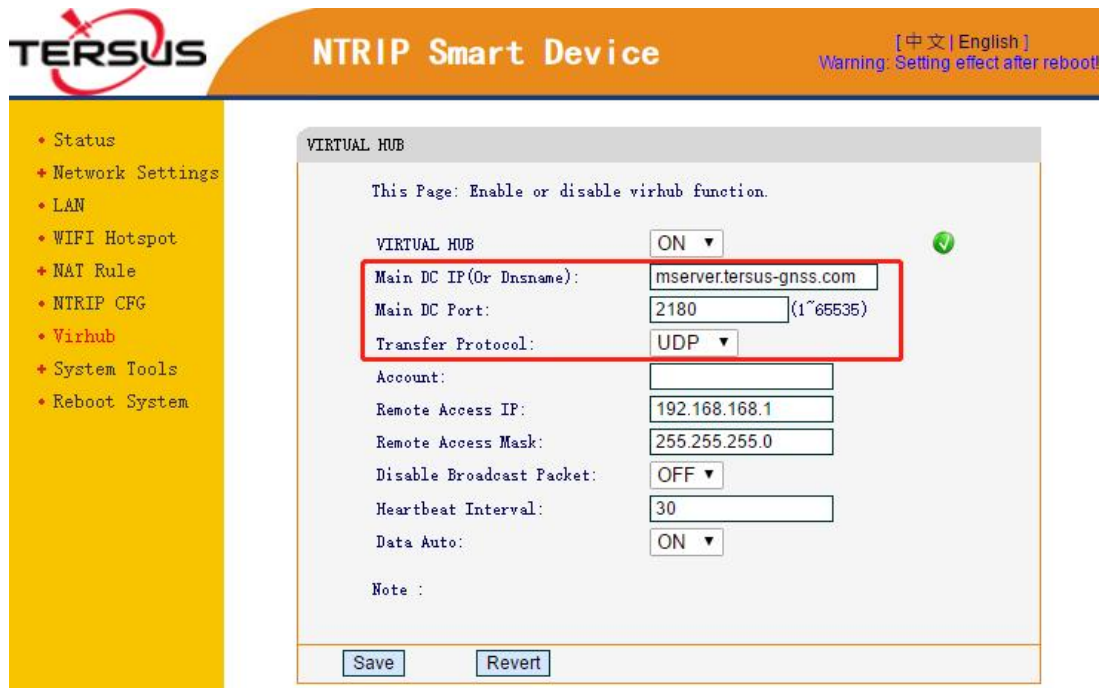 TERSUS
NTRIP Smart Device
[中文|English]
Warning: Setting effect after reboot!
Status
Network Settings
LAN
WIFI Hotspot
NAT Rule
NTRIP CFG
Virhub
System Tools
Reboot System
VIRTUAL HUB
This Page: Enable or disable virhub function.
VIRTUAL HUB ON
Main DC IP(Or Dnsname): mserver.tersus-gnss.com
Main DC Port: 2180 (1~65535)
Transfer Protocol: UDP
Account:
Remote Access IP: 192.168.168.1
Remote Access Mask: 255.255.255.0
Disable Broadcast Packet: OFF
Heartbeat Interval: 30
Data Auto: ON
Note :
Save Revert